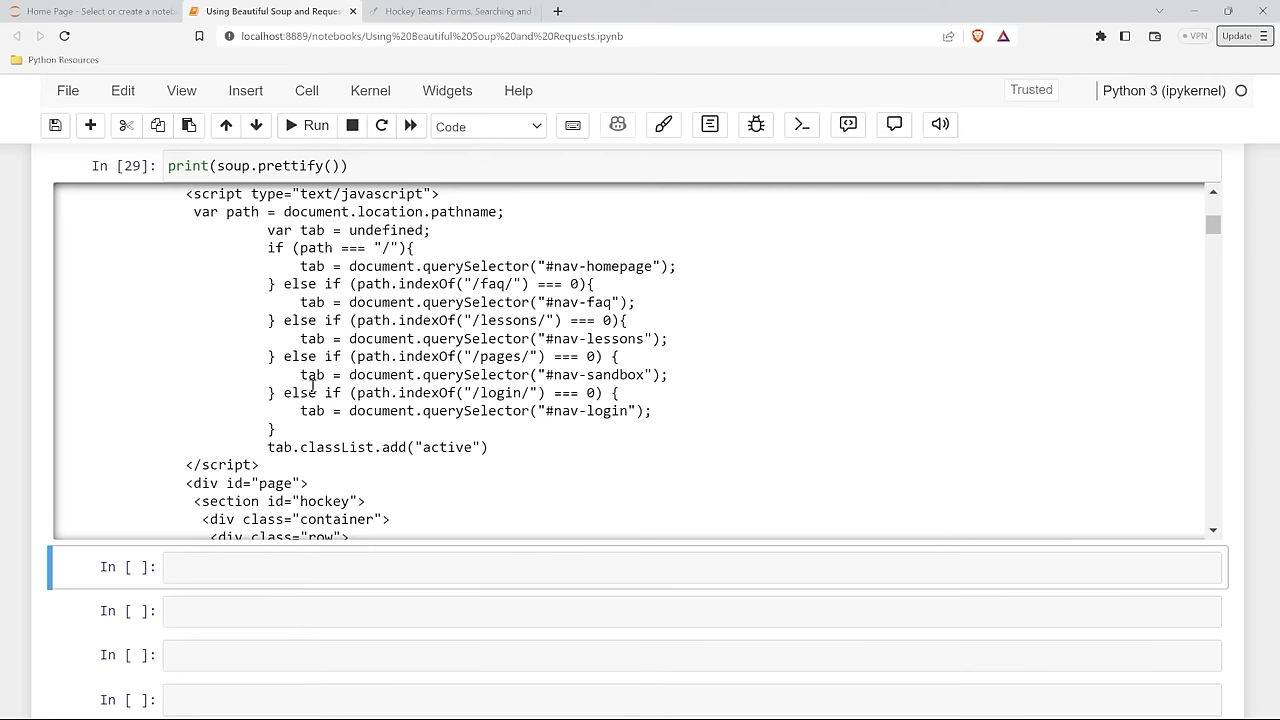 Home Page - Select or create a noteb
Using Beautiful Soup and Reques
Hockey Teams: Forms, Searching and
localhost:8889/notebooks/Using%20Beautiful%20Soup%20and%20Requests.ipynb
VPN
Update
Python Resources
File Edit View Insert Cell Kernel Widgets Help
Trusted
Python 3 (ipykernel)
Run
Code
In [29]: print(soup.prettify())
<script type="text/javascript">
var path = document.location.pathname;
var tab = undefined;
if (path === "/"){
tab = document.querySelector("#nav-homepage");
} else if (path.indexOf("/faq/") === 0){
tab = document.querySelector("#nav-faq");
} else if (path.indexOf("/lessons/") === 0){
tab = document.querySelector("#nav-lessons");
} else if (path.indexOf("/pages/") === 0) {
tab = document.querySelector("#nav-sandbox");
} else if (path.indexOf("/login/") === 0) {
tab = document.querySelector("#nav-login");
}
tab.classList.add("active")
</script>
<div id="page">
<section id="hockey">
<div class="container">
<div class="row">
In [ ]:
In [ ]:
In [ ]:
In [ ]: